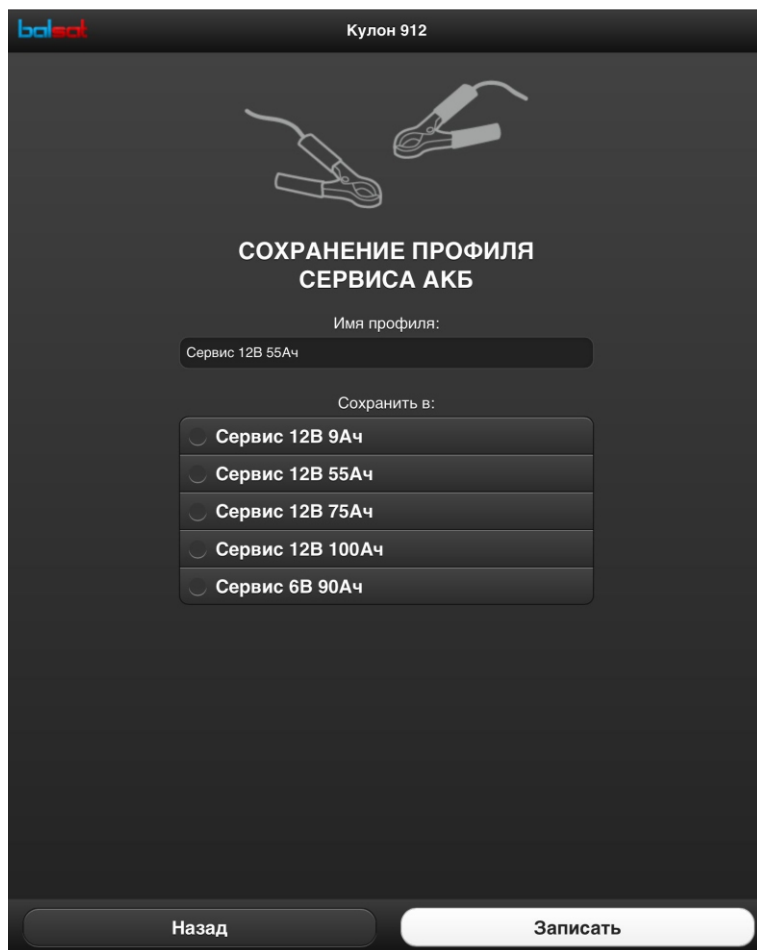 balsat
Кулон 912
СОХРАНЕНИЕ ПРОФИЛЯ
СЕРВИСА АКБ
Имя профиля:
Сервис 12В 55Ач
Сохранить в:
Сервис 12В 9Ач
Сервис 12В 55Ач
Сервис 12В 75Ач
Сервис 12В 100Ач
Сервис 6В 90Ач
Назад
Записать